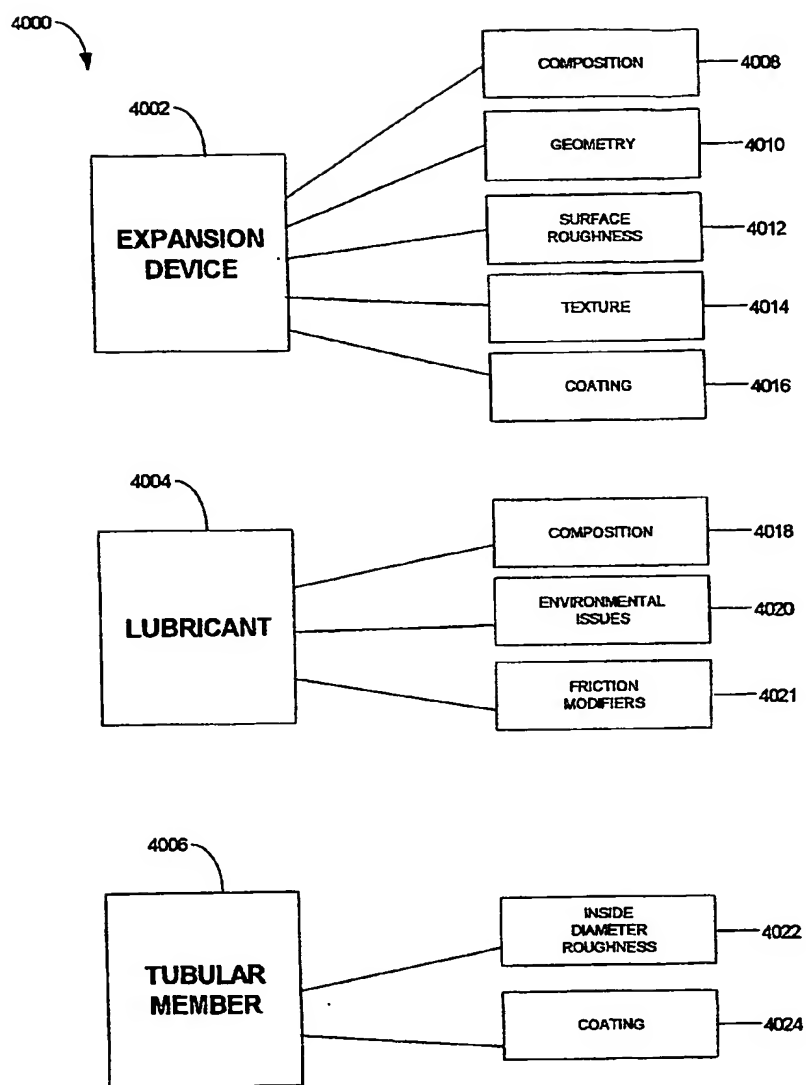 4000
4002
EXPANSION
DEVICE
COMPOSITION
4008
GEOMETRY
4010
SURFACE
ROUGHNESS
4012
TEXTURE
4014
COATING
4016
4004
LUBRICANT
COMPOSITION
4018
ENVIRONMENTAL
ISSUES
4020
FRICTION
MODIFIERS
4021
4006
TUBULAR
MEMBER
INSIDE
DIAMETER
ROUGHNESS
4022
COATING
4024